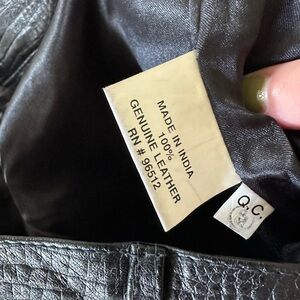 MADE IN INDIA
100%
GENUINE LEATHER
RN # 96512
Q.C.